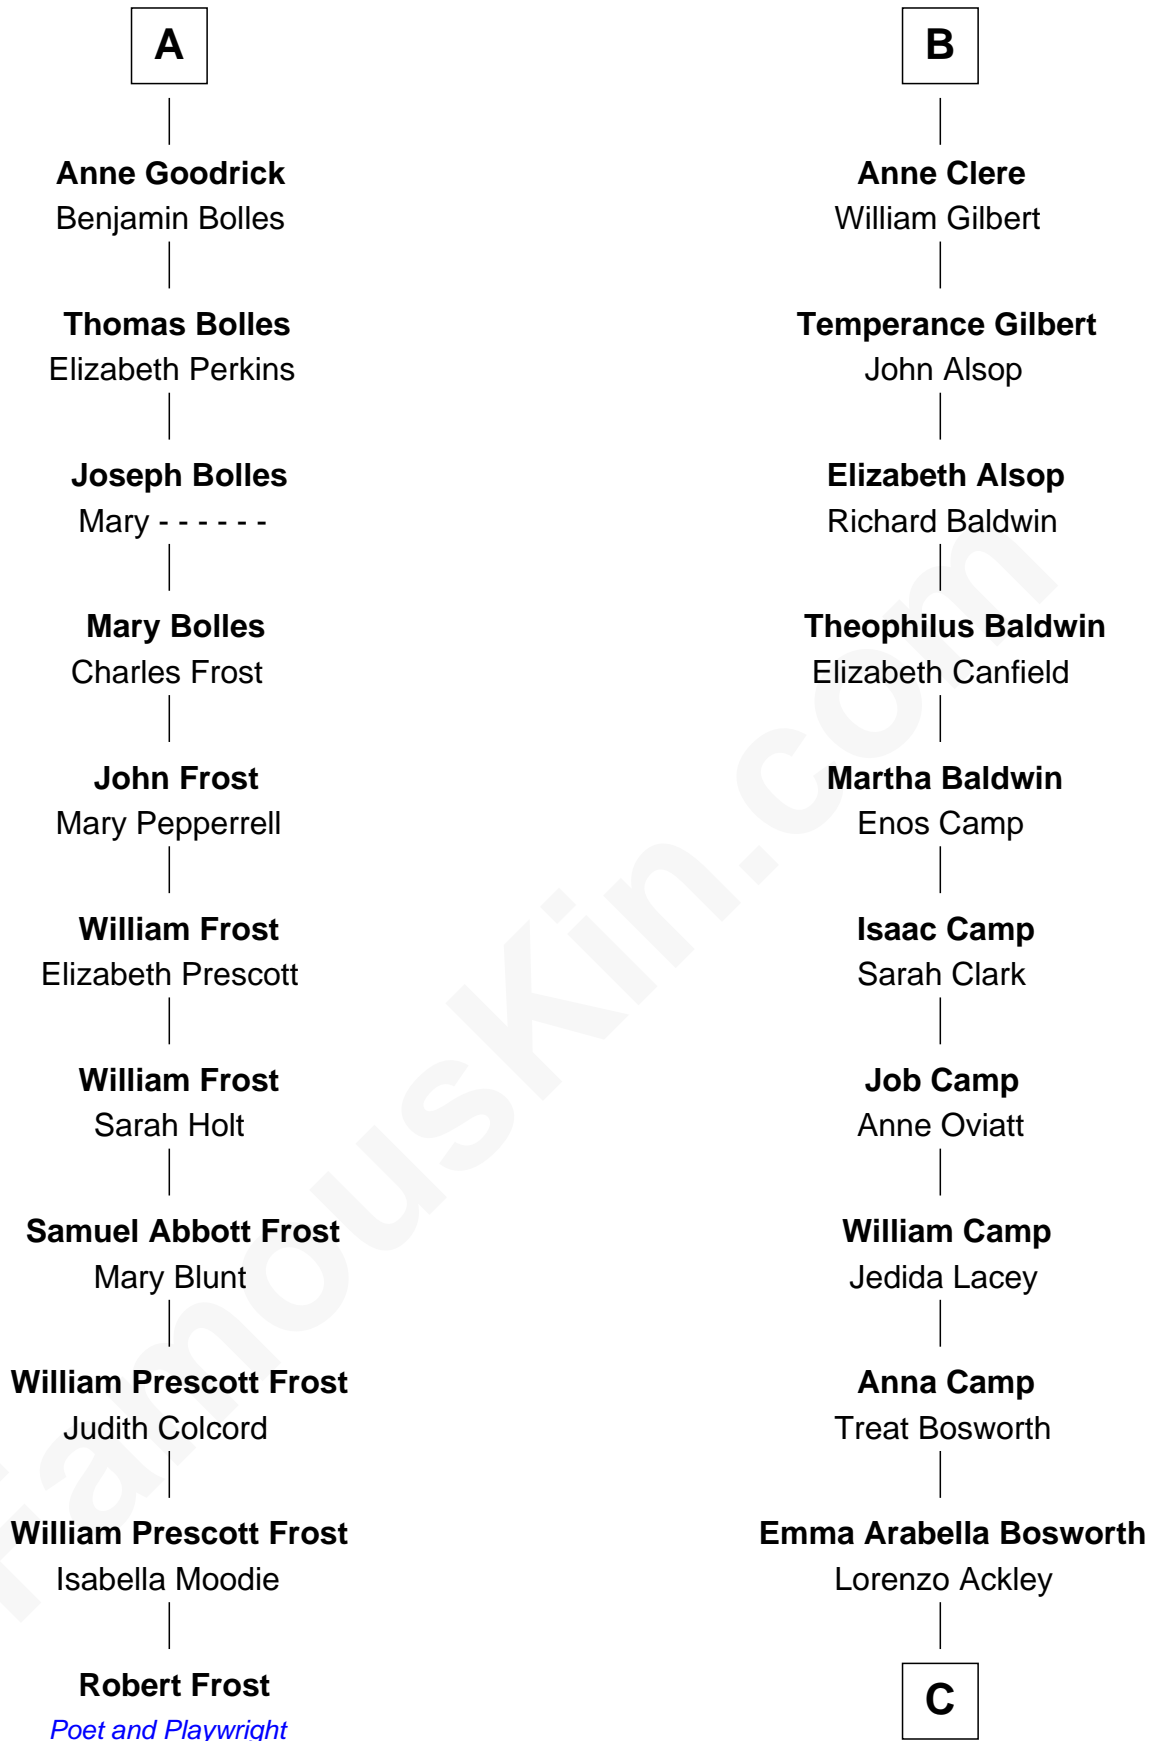 A
Anne Goodrick
Benjamin Bolles
Thomas Bolles
Elizabeth Perkins
Joseph Bolles
Mary - - - - - -
Mary Bolles
Charles Frost
John Frost
Mary Pepperrell
William Frost
Elizabeth Prescott
William Frost
Sarah Holt
Samuel Abbott Frost
Mary Blunt
William Prescott Frost
Judith Colcord
William Prescott Frost
Isabella Moodie
Robert Frost
Poet and Playwright
B
Anne Clere
William Gilbert
Temperance Gilbert
John Alsop
Elizabeth Alsop
Richard Baldwin
Theophilus Baldwin
Elizabeth Canfield
Martha Baldwin
Enos Camp
Isaac Camp
Sarah Clark
Job Camp
Anne Oviatt
William Camp
Jedida Lacey
Anna Camp
Treat Bosworth
Emma Arabella Bosworth
Lorenzo Ackley
C
FamousKin.com